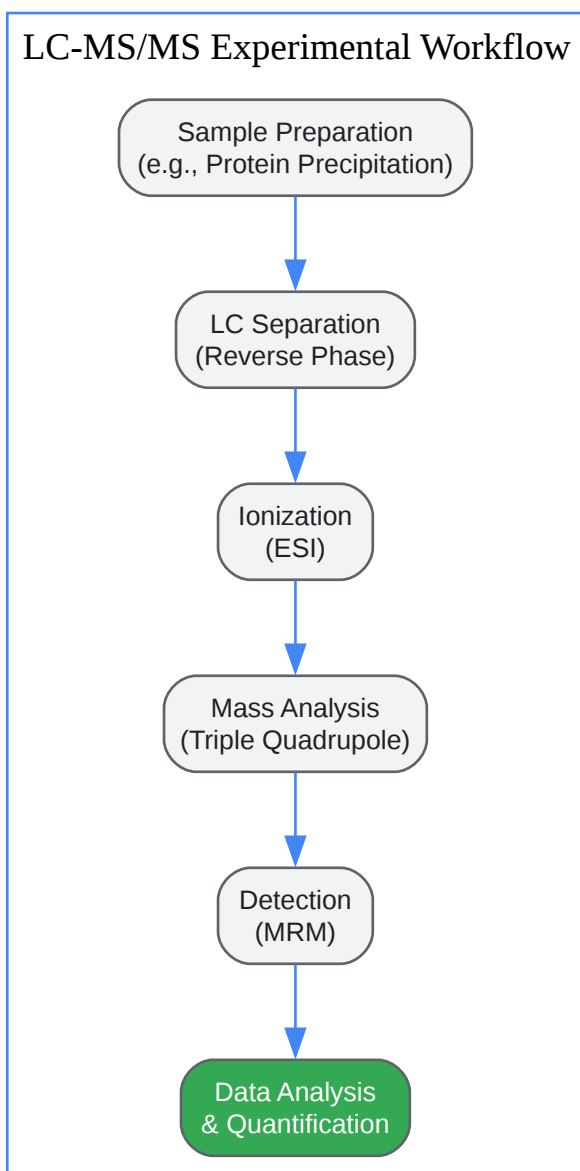 LC-MS/MS Experimental Workflow
Sample Preparation
(e.g., Protein Precipitation)
LC Separation
(Reverse Phase)
Ionization
(ESI)
Mass Analysis
(Triple Quadrupole)
Detection
(MRM)
Data Analysis
& Quantification